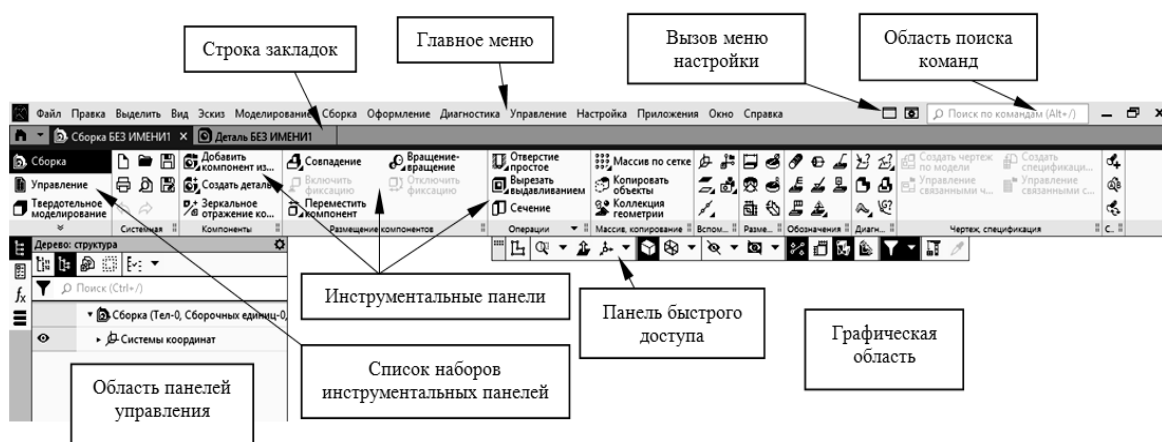 Строка закладок
Главное меню
Вызов меню
настройки
Область поиска
команд
Файл Правка Выделить Вид Эскиз Моделирование Сборка Оформление Диагностика Управление Настройка Приложения Окно Справка
Поиск по командам (Alt+/)
Сборка БЕЗ ИМЕНИ1 × Деталь БЕЗ ИМЕНИ1
Сборка
Управление
Твердотельное
моделирование
Системная
Добавить
компонент из...
Создать деталь
Зеркальное
отражение ко...
Компоненты
Совпадение
Включить
фиксацию
Переместить
компонент
Вращение-
вращение
Отключить
фиксацию
Размещение компонентов
Отверстие
простое
Вырезать
выдавливанием
Сечение
Операции
Массив по сетке
Копировать
объекты
Коллекция
геометрии
Массив, копирование
Вспом...
Разме...
Обозначения
Диагн...
Создать чертеж
по модели
Управление
связанными ч...
Создать
спецификаци...
Управление
связанными с...
Чертеж, спецификация
С...
Дерево: структура
Поиск (Ctrl+/)
Сборка (Тел-0, Сборочных единиц-0,
Системы координат
fx
Инструментальные панели
Панель быстрого
доступа
Графическая
область
Список наборов
инструментальных панелей
Область панелей
управления